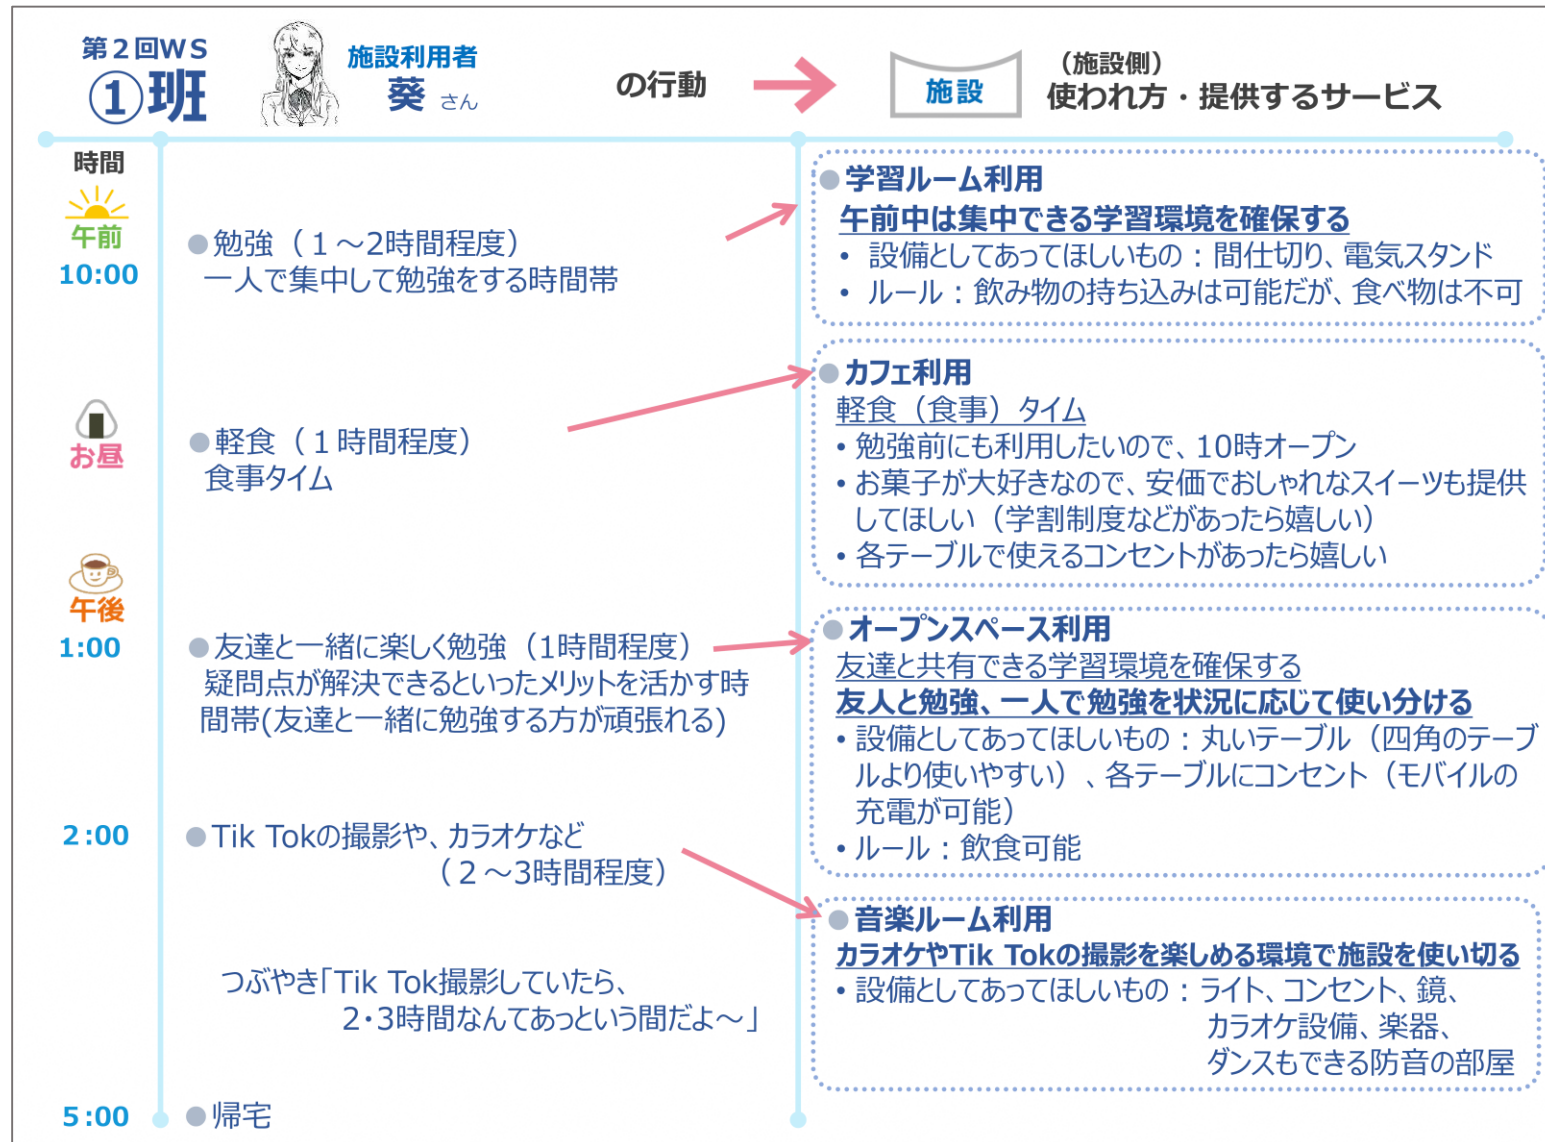 第２回WS
①班
施設利用者
葵 さん
の行動
施設
（施設側）
使われ方・提供するサービス
時間
午前
10:00
●勉強（１～2時間程度）
一人で集中して勉強をする時間帯
●学習ルーム利用
午前中は集中できる学習環境を確保する
• 設備としてあってほしいもの：間仕切り、電気スタンド
• ルール：飲み物の持ち込みは可能だが、食べ物は不可
お昼
●軽食（１時間程度）
食事タイム
●カフェ利用
軽食（食事）タイム
• 勉強前にも利用したいので、10時オープン
• お菓子が大好きなので、安価でおしゃれなスイーツも提供
してほしい（学割制度などがあったら嬉しい）
• 各テーブルで使えるコンセントがあったら嬉しい
午後
1:00
●友達と一緒に楽しく勉強（1時間程度）
疑問点が解決できるといったメリットを活かす時
間帯(友達と一緒に勉強する方が頑張れる)
●オープンスペース利用
友達と共有できる学習環境を確保する
友人と勉強、一人で勉強を状況に応じて使い分ける
• 設備としてあってほしいもの：丸いテーブル（四角のテーブ
ルより使いやすい）、各テーブルにコンセント（モバイルの
充電が可能）
• ルール：飲食可能
2:00
●Tik Tokの撮影や、カラオケなど
（２～3時間程度）
つぶやき「Tik Tok撮影していたら、
2・3時間なんてあっという間だよ～」
●音楽ルーム利用
カラオケやTik Tokの撮影を楽しめる環境で施設を使い切る
• 設備としてあってほしいもの：ライト、コンセント、鏡、
カラオケ設備、楽器、
ダンスもできる防音の部屋
5:00
●帰宅